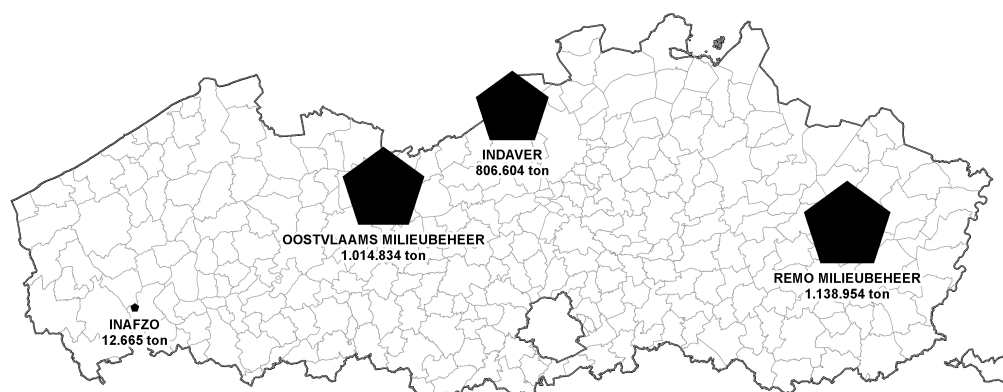 INDAVER
806.604 ton
OOSTVLAAMS MILIEUBEHEER
1.014.834 ton
REMO MILIEUBEHEER
1.138.954 ton
INAFZO
12.665 ton